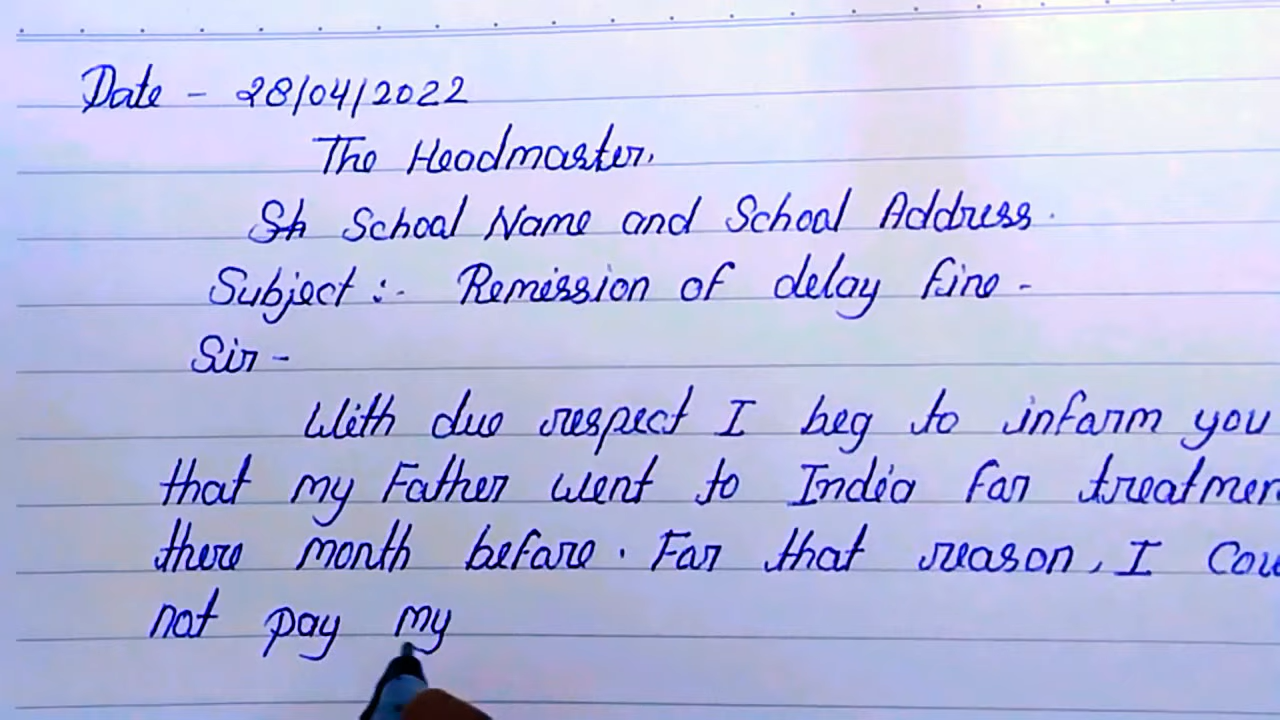 Date - 28/04/2022
The Headmaster,
Sh School Name and School Address.
Subject :- Remission of delay fine -
Sir -
With due respect I beg to inform you
that my Father went to India for treatmen
there month before. For that reason, I Cou
not pay my